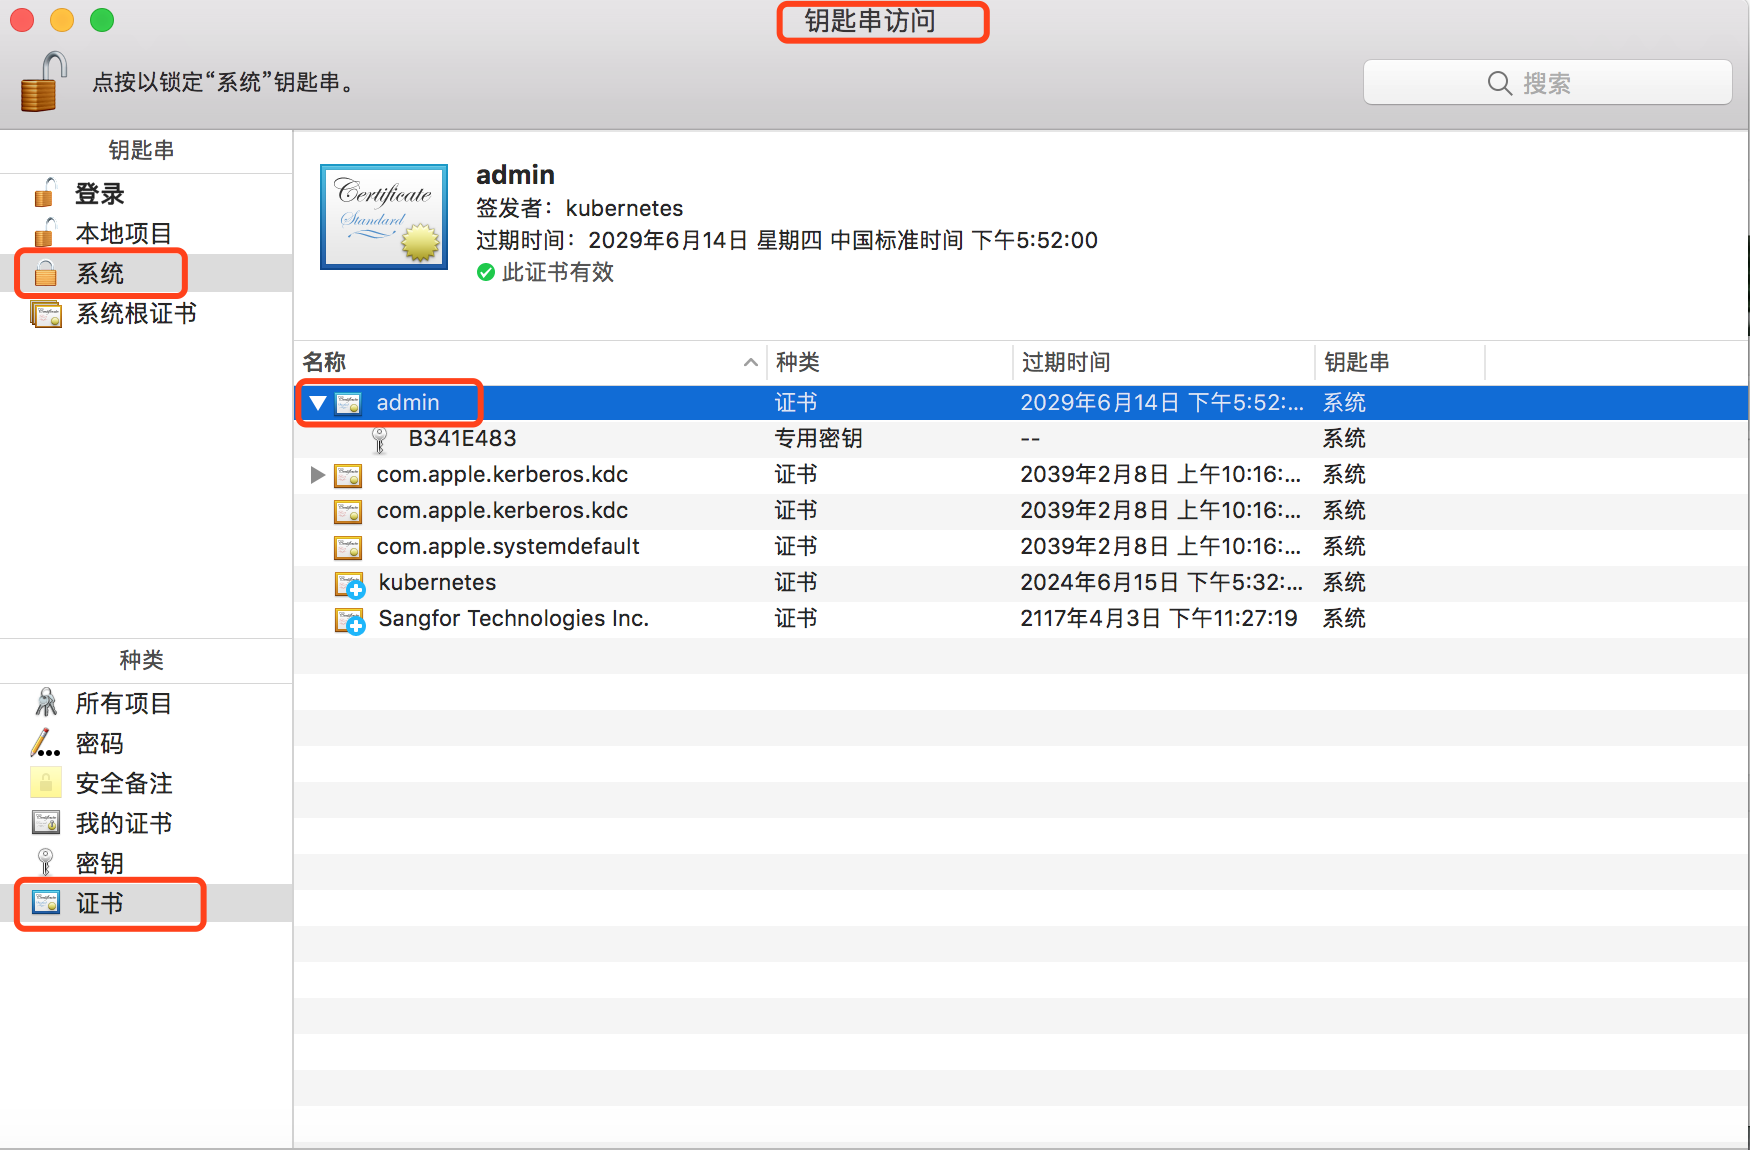 钥匙串访问
点按以锁定“系统”钥匙串。
搜索
钥匙串
登录
本地项目
系统
系统根证书
Certificate
Standard
admin
签发者：kubernetes
过期时间：2029年6月14日 星期四 中国标准时间 下午5:52:00
此证书有效
名称 种类 过期时间 钥匙串
admin 证书 2029年6月14日 下午5:52:... 系统
B341E483 专用密钥 -- 系统
com.apple.kerberos.kdc 证书 2039年2月8日 上午10:16:... 系统
com.apple.kerberos.kdc 证书 2039年2月8日 上午10:16:... 系统
com.apple.systemdefault 证书 2039年2月8日 上午10:16:... 系统
kubernetes 证书 2024年6月15日 下午5:32:... 系统
Sangfor Technologies Inc. 证书 2117年4月3日 下午11:27:19 系统
种类
所有项目
密码
安全备注
我的证书
密钥
证书